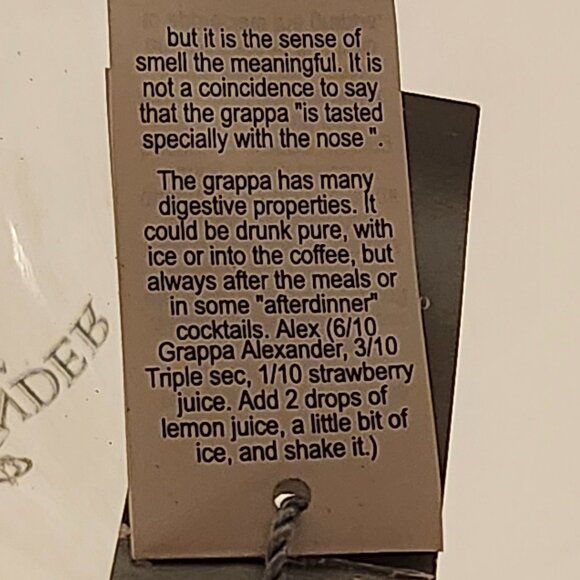 but it is the sense of
smell the meaningful. It is
not a coincidence to say
that the grappa "is tasted
specially with the nose ".
The grappa has many
digestive properties. It
could be drunk pure, with
ice or into the coffee, but
always after the meals or
in some "afterdinner"
cocktails. Alex (6/10
Grappa Alexander, 3/10
Triple sec, 1/10 strawberry
juice. Add 2 drops of
lemon juice, a little bit of
ice, and shake it.)